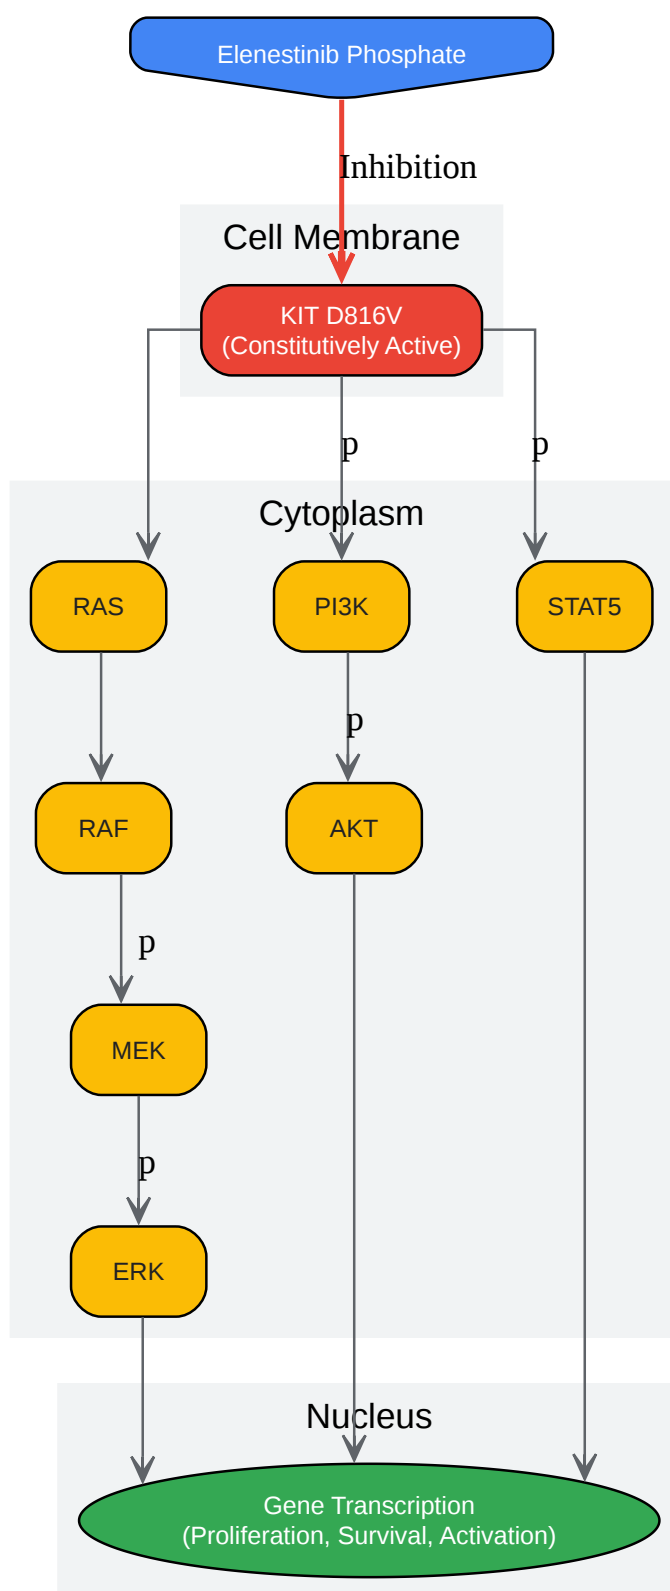 Elenestinib Phosphate
Inhibition
Cell Membrane
KIT D816V
(Constitutively Active)
p
p
Cytoplasm
RAS
PI3K
STAT5
p
RAF
AKT
p
MEK
p
ERK
Nucleus
Gene Transcription
(Proliferation, Survival, Activation)